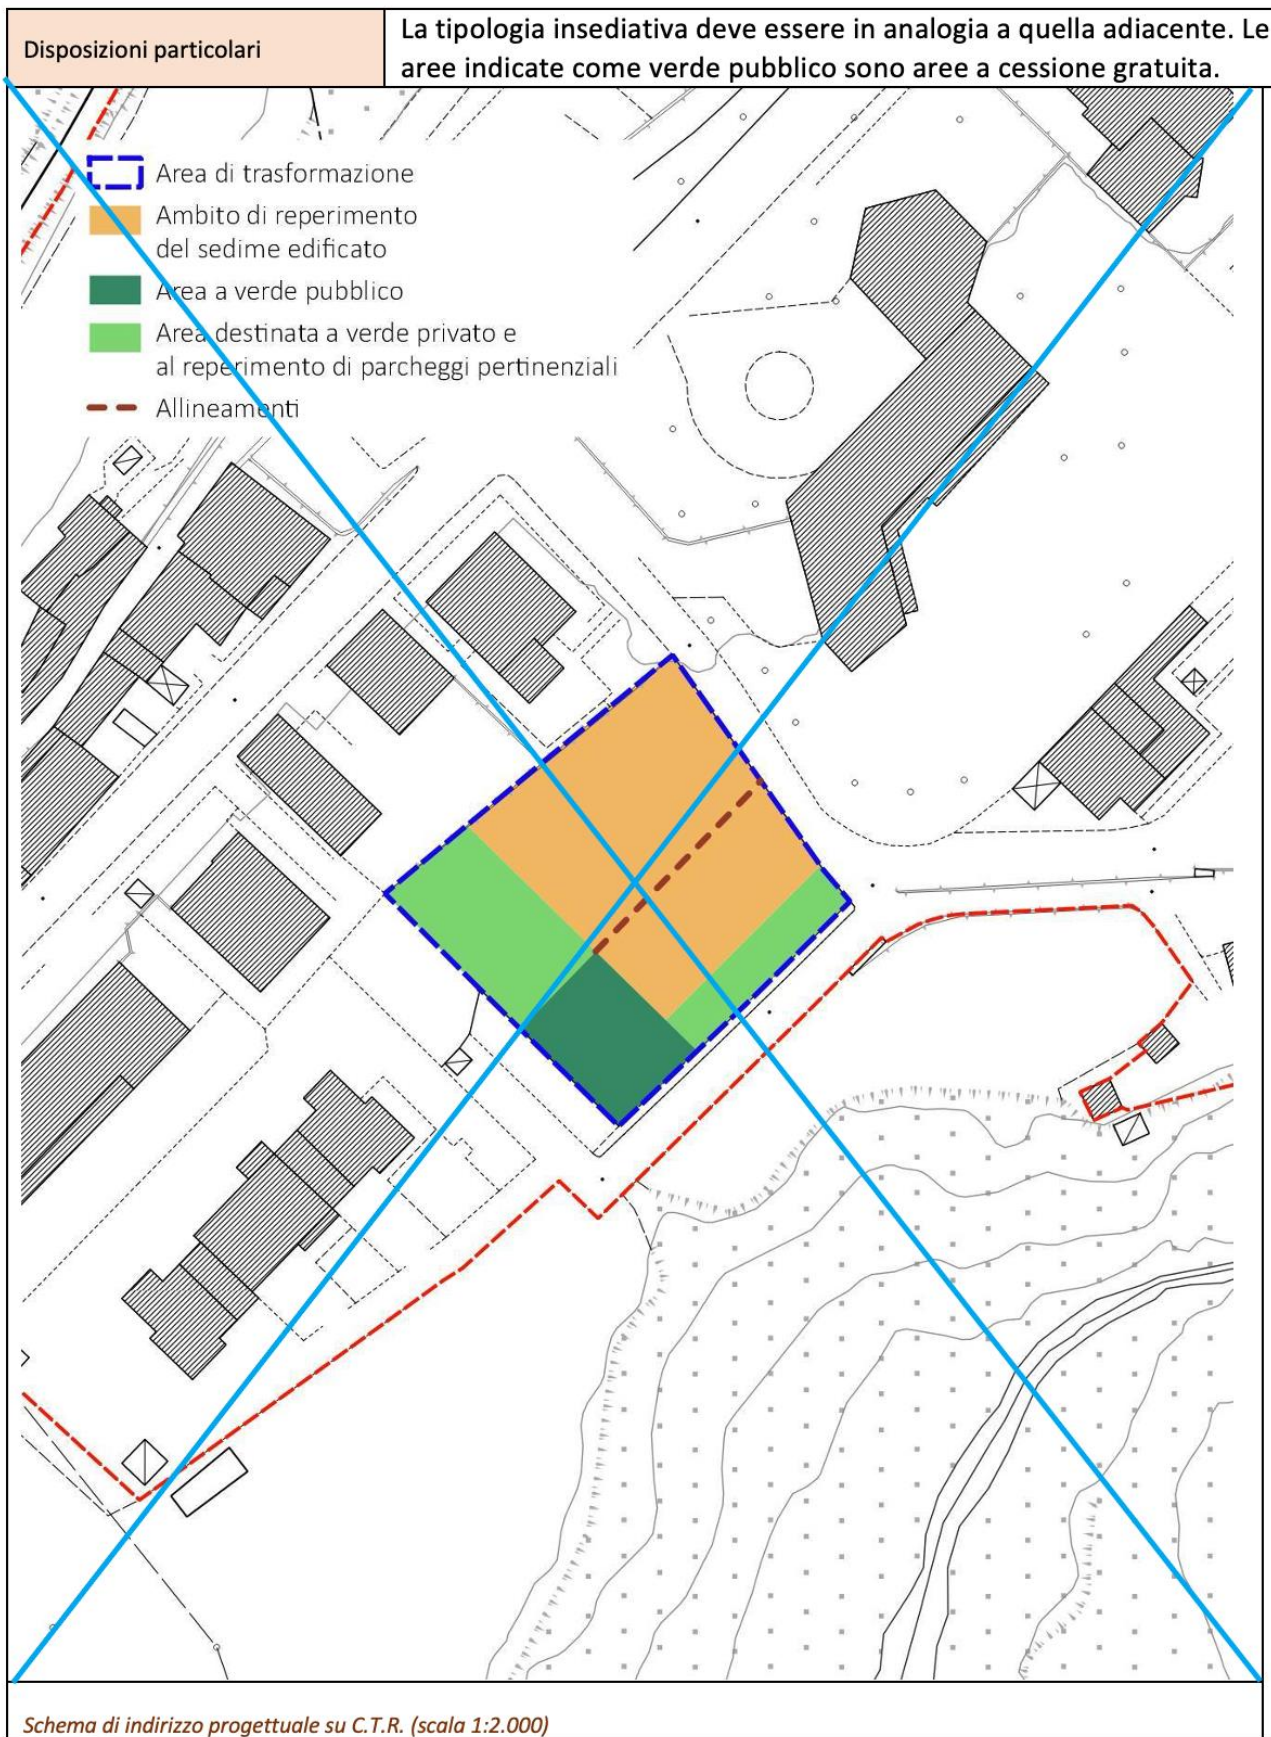 Disposizioni particolari
La tipologia insediativa deve essere in analogia a quella adiacente. Le
aree indicate come verde pubblico sono aree a cessione gratuita.
Area di trasformazione
Ambito di reperimento
del sedime edificato
Area a verde pubblico
Area destinata a verde privato e
al reperimento di parcheggi pertinenziali
Allineamenti
Schema di indirizzo progettuale su C.T.R. (scala 1:2.000)